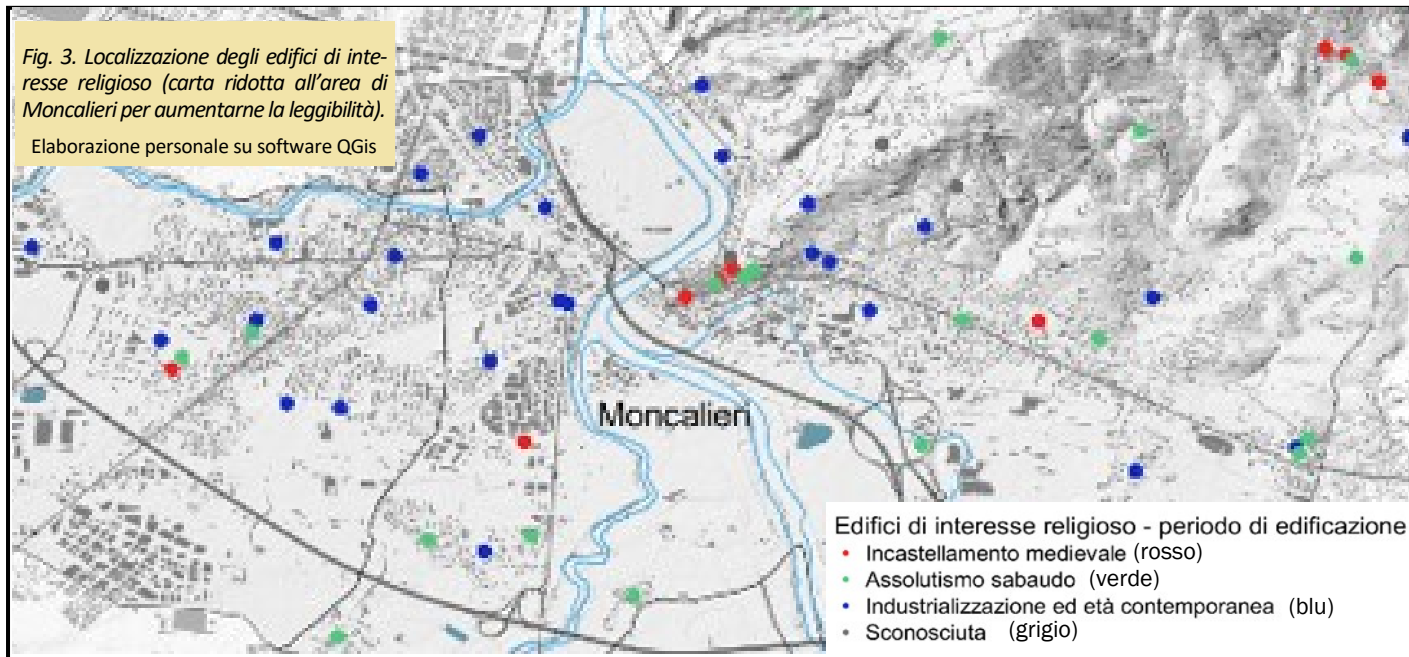 Fig. 3. Localizzazione degli edifici di inte-
resse religioso (carta ridotta all'area di
Moncalieri per aumentarne la leggibilità).
Elaborazione personale su software QGis
Moncalieri
Edifici di interesse religioso - periodo di edificazione
Incastellamento medievale (rosso)
Assolutismo sabaudo (verde)
Industrializzazione ed età contemporanea (blu)
Sconosciuta (grigio)